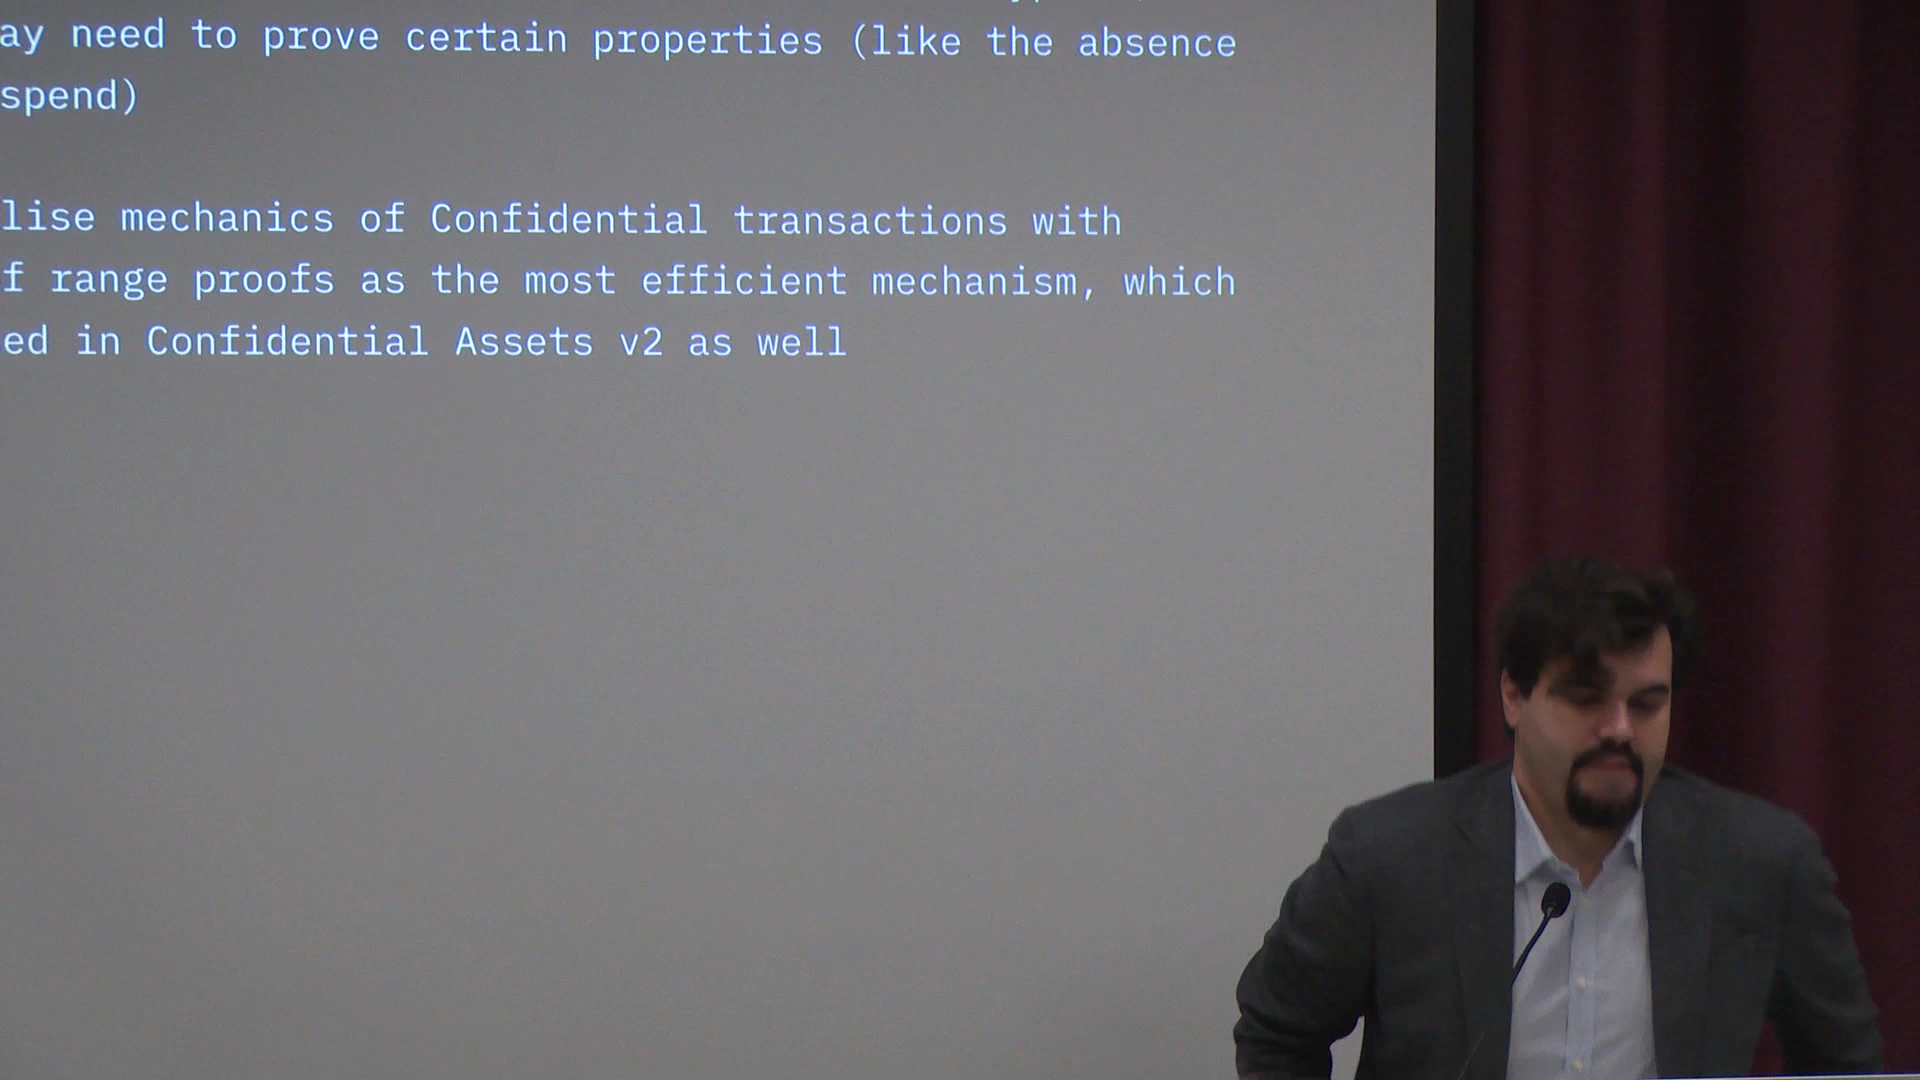 ay need to prove certain properties (like the absence
spend)
lise mechanics of Confidential transactions with
f range proofs as the most efficient mechanism, which
ed in Confidential Assets v2 as well